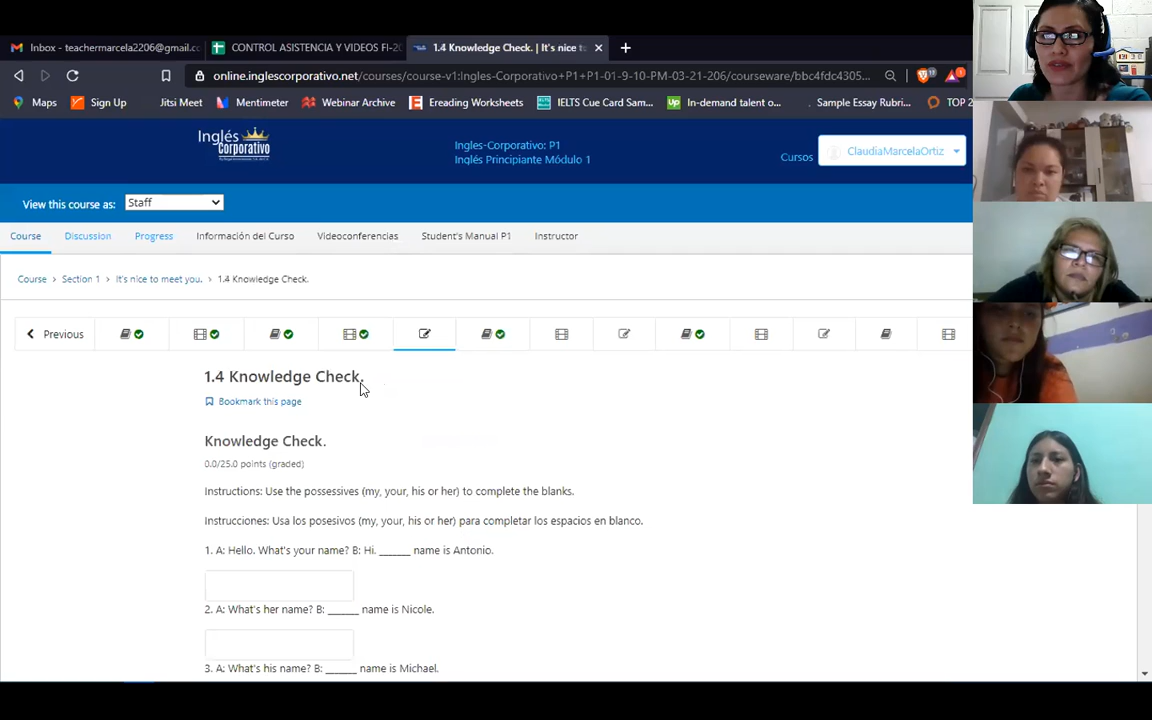 Inbox - teachermarcela2206@gmail.cc
CONTROL ASISTENCIA Y VIDEOS FI-20
1.4 Knowledge Check. | It's nice to
online.inglescorporativo.net/courses/course-v1:Ingles-Corporativo+P1+P1-01-9-10-PM-03-21-206/courseware/bbc4fdc4305...
Maps
Sign Up
Jitsi Meet
Mentimeter
Webinar Archive
Ereading Worksheets
IELTS Cue Card Sam...
Up
In-demand talent o...
Sample Essay Rubri...
TOP 2
Inglés
Corporativo
Ingles-Corporativo: P1
Inglés Principiante Módulo 1
Cursos
ClaudiaMarcelaOrtiz
View this course as:
Staff
Course
Discussion
Progress
Información del Curso
Videoconferencias
Student's Manual P1
Instructor
Course > Section 1 > It's nice to meet you. > 1.4 Knowledge Check.
Previous
1.4 Knowledge Check.
Bookmark this page
Knowledge Check.
0.0/25.0 points (graded)
Instructions: Use the possessives (my, your, his or her) to complete the blanks.
Instrucciones: Usa los posesivos (my, your, his or her) para completar los espacios en blanco.
1. A: Hello. What's your name? B: Hi. ______ name is Antonio.
2. A: What's her name? B: ______ name is Nicole.
3. A: What's his name? B: ______ name is Michael.